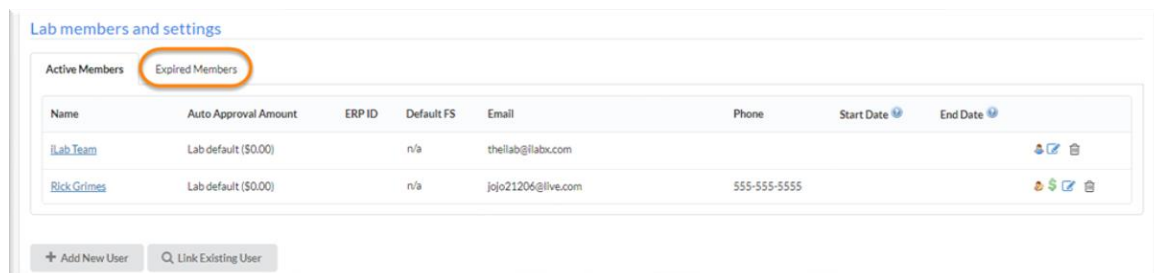 Lab members and settings
Active Members Expired Members
Name Auto Approval Amount ERP ID Default FS Email Phone Start Date End Date
iLab Team Lab default ($0.00) n/a theilab@ilabx.com
Rick Grimes Lab default ($0.00) n/a jojo21206@live.com 555-555-5555
+ Add New User Link Existing User